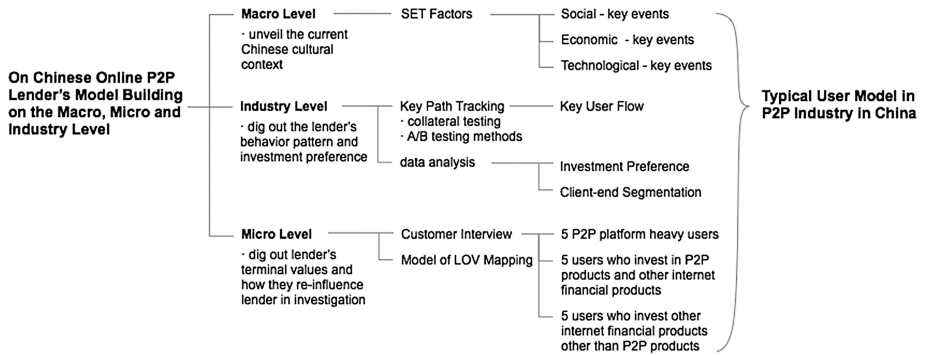 On Chinese Online P2P
Lender's Model Building
on the Macro, Micro and
Industry Level
Macro Level
· unveil the current
Chinese cultural
context
SET Factors
Social - key events
Economic - key events
Technological - key events
Industry Level
· dig out the lender's
behavior pattern and
investment preference
Key Path Tracking
· collateral testing
· A/B testing methods
Key User Flow
data analysis
Investment Preference
Client-end Segmentation
Micro Level
· dig out lender's
terminal values and
how they re-influence
lender in investigation
Customer Interview
Model of LOV Mapping
5 P2P platform heavy users
5 users who invest in P2P
products and other internet
financial products
5 users who invest other
internet financial products
other than P2P products
Typical User Model in
P2P Industry in China